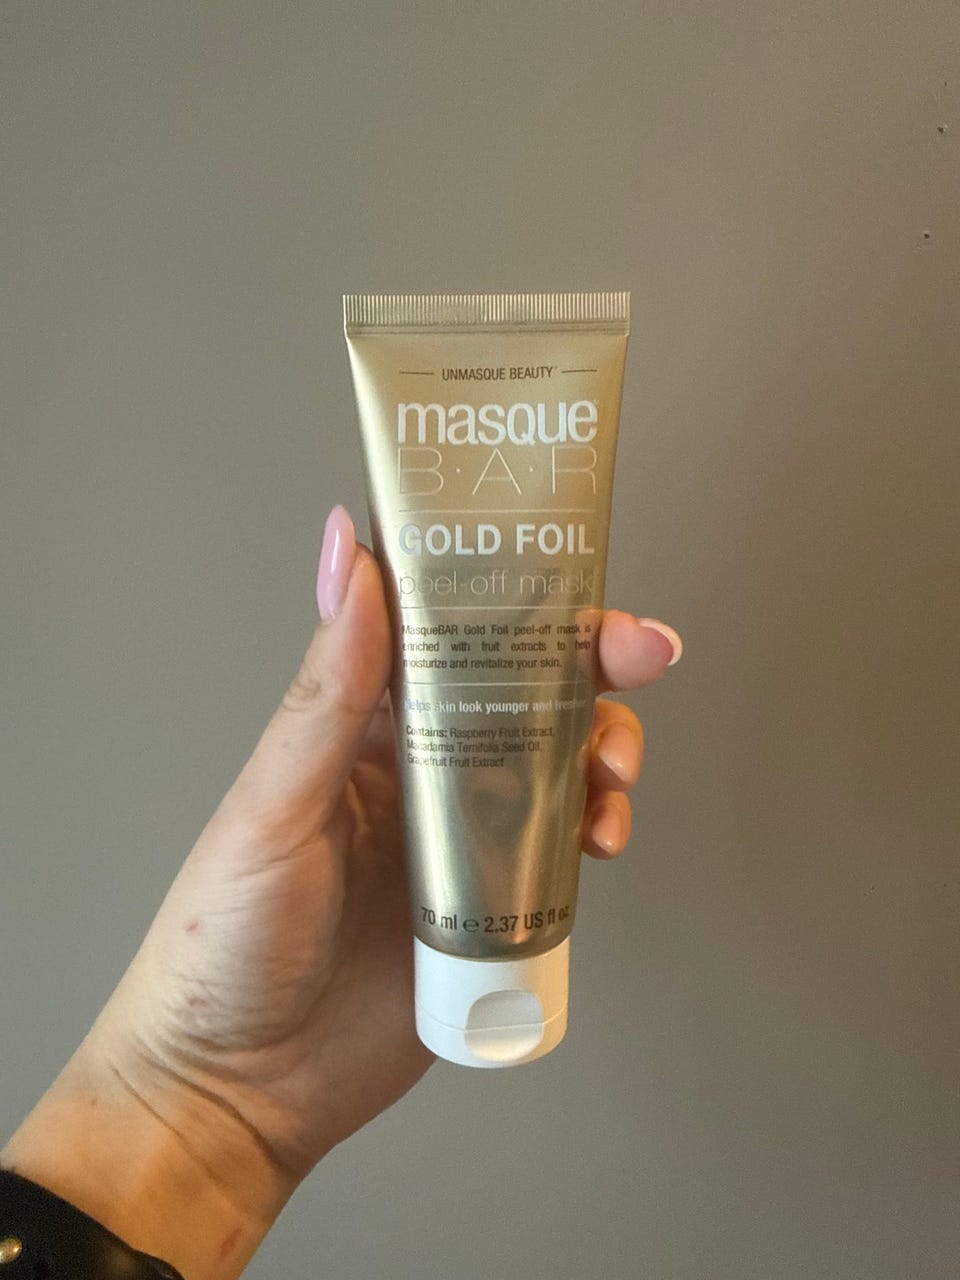 UNMASQUE BEAUTY
masque
B·A·R
GOLD FOIL
peel-off mask
MasqueBAR Gold Foil peel-off mask is
enriched with fruit extracts to help
moisturize and revitalize your skin.
Helps skin look younger and fresher
Contains: Raspberry Fruit Extract,
Macadamia Ternifolia Seed Oil,
Grapefruit Fruit Extract
70 ml e 2.37 US fl oz